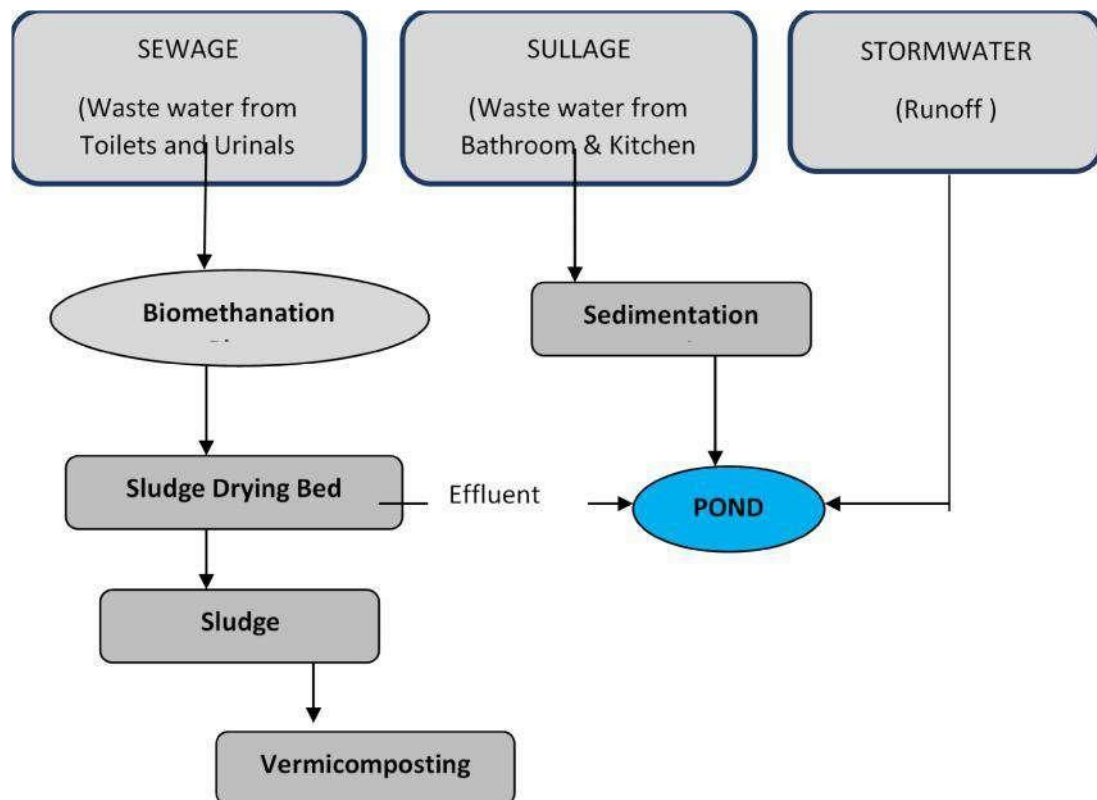 SEWAGE
(Waste water from
Toilets and Urinals
SULLAGE
(Waste water from
Bathroom & Kitchen
STORMWATER
(Runoff )
Biomethanation
Sedimentation
Sludge Drying Bed
Effluent
POND
Sludge
Vermicomposting